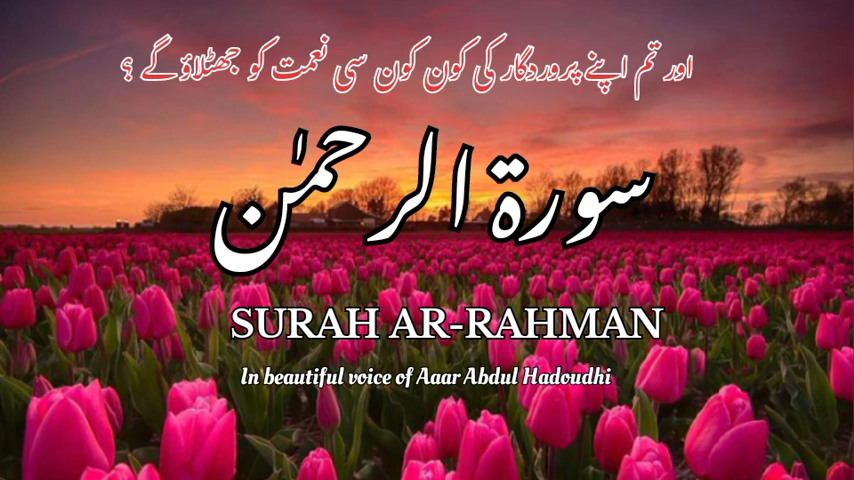 اور تم اپنے پروردگار کی کون کون سی نعمت کو جھٹلاؤ گے ؟
سورۃ الرحمٰن
SURAH AR-RAHMAN
In beautiful voice of Aaar Abdul Hadoudhi